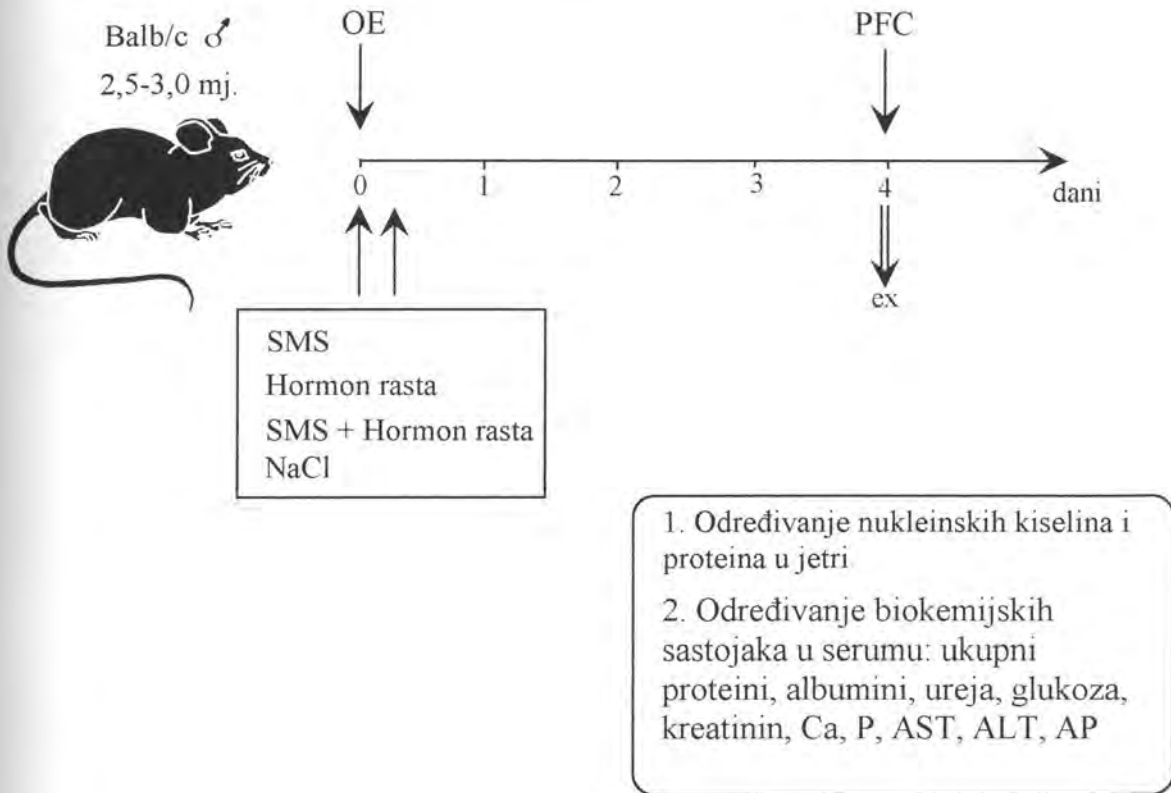 Balb/c ♂
2,5-3,0 mj.
OE
PFC
0 1 2 3 4
dani
ex
SMS
Hormon rasta
SMS + Hormon rasta
NaCl
1. Određivanje nukleinskih kiselina i
proteina u jetri
2. Određivanje biokemijskih
sastojaka u serumu: ukupni
proteini, albumini, ureja, glukoza,
kreatinin, Ca, P, AST, ALT, AP